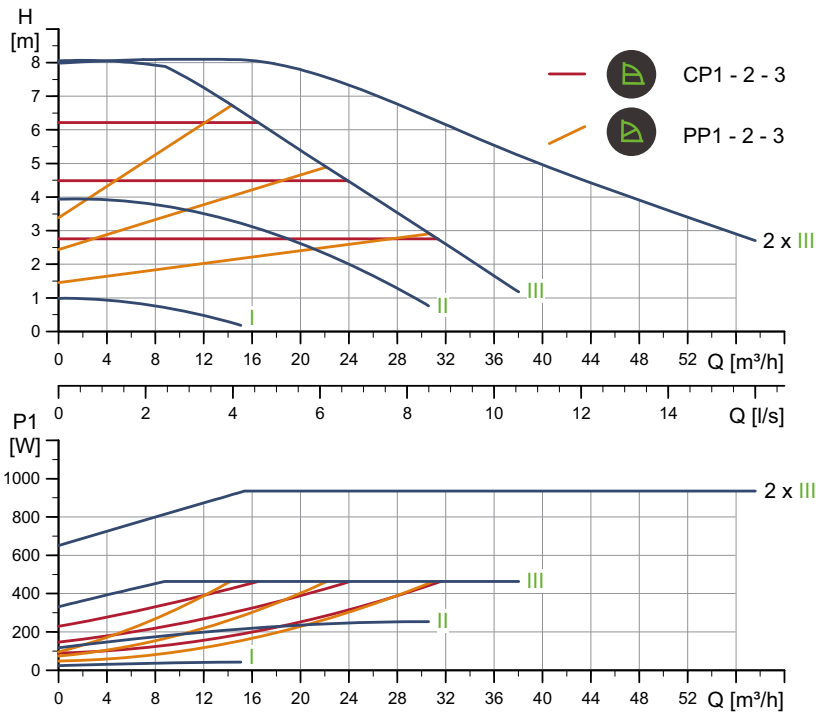 H
[m]
8
7
6
5
4
3
2
1
0
CP1 - 2 - 3
PP1 - 2 - 3
2 x III
III
II
I
0 4 8 12 16 20 24 28 32 36 40 44 48 52 Q [m³/h]
0 2 4 6 8 10 12 14 Q [l/s]
P1
[W]
1000
800
600
400
200
0
2 x III
III
II
I
0 4 8 12 16 20 24 28 32 36 40 44 48 52 Q [m³/h]